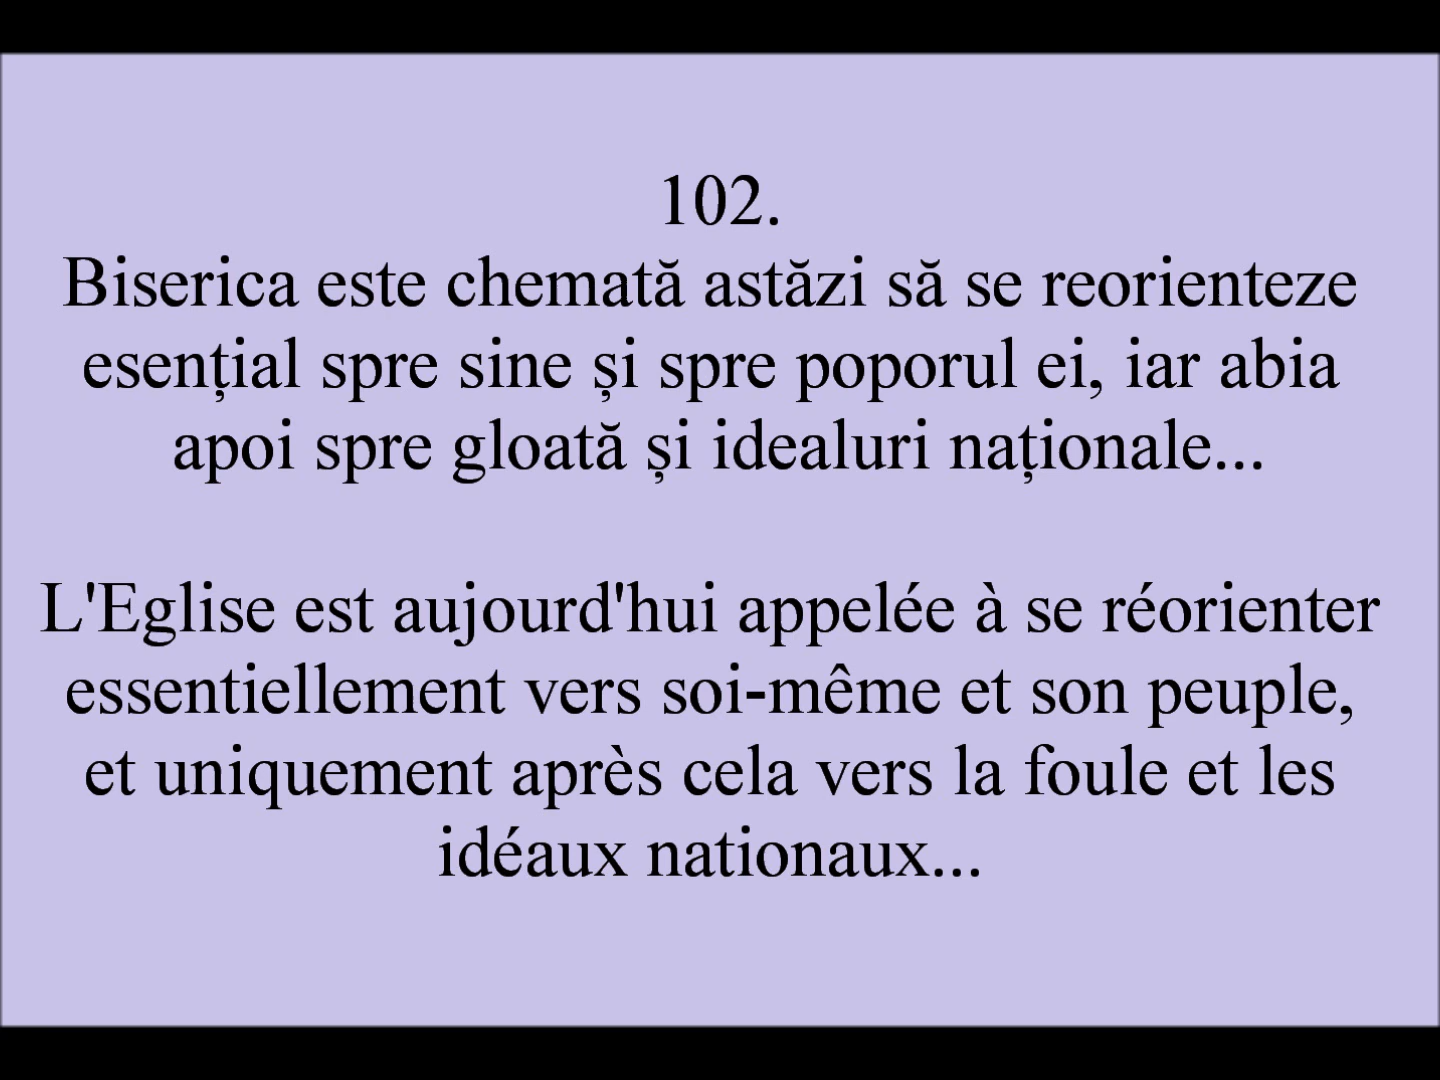 102.
Biserica este chemată astăzi să se reorienteze
esențial spre sine și spre poporul ei, iar abia
apoi spre gloată și idealuri naționale...
L'Eglise est aujourd'hui appelée à se réorienter
essentiellement vers soi-même et son peuple,
et uniquement après cela vers la foule et les
idéaux nationaux...